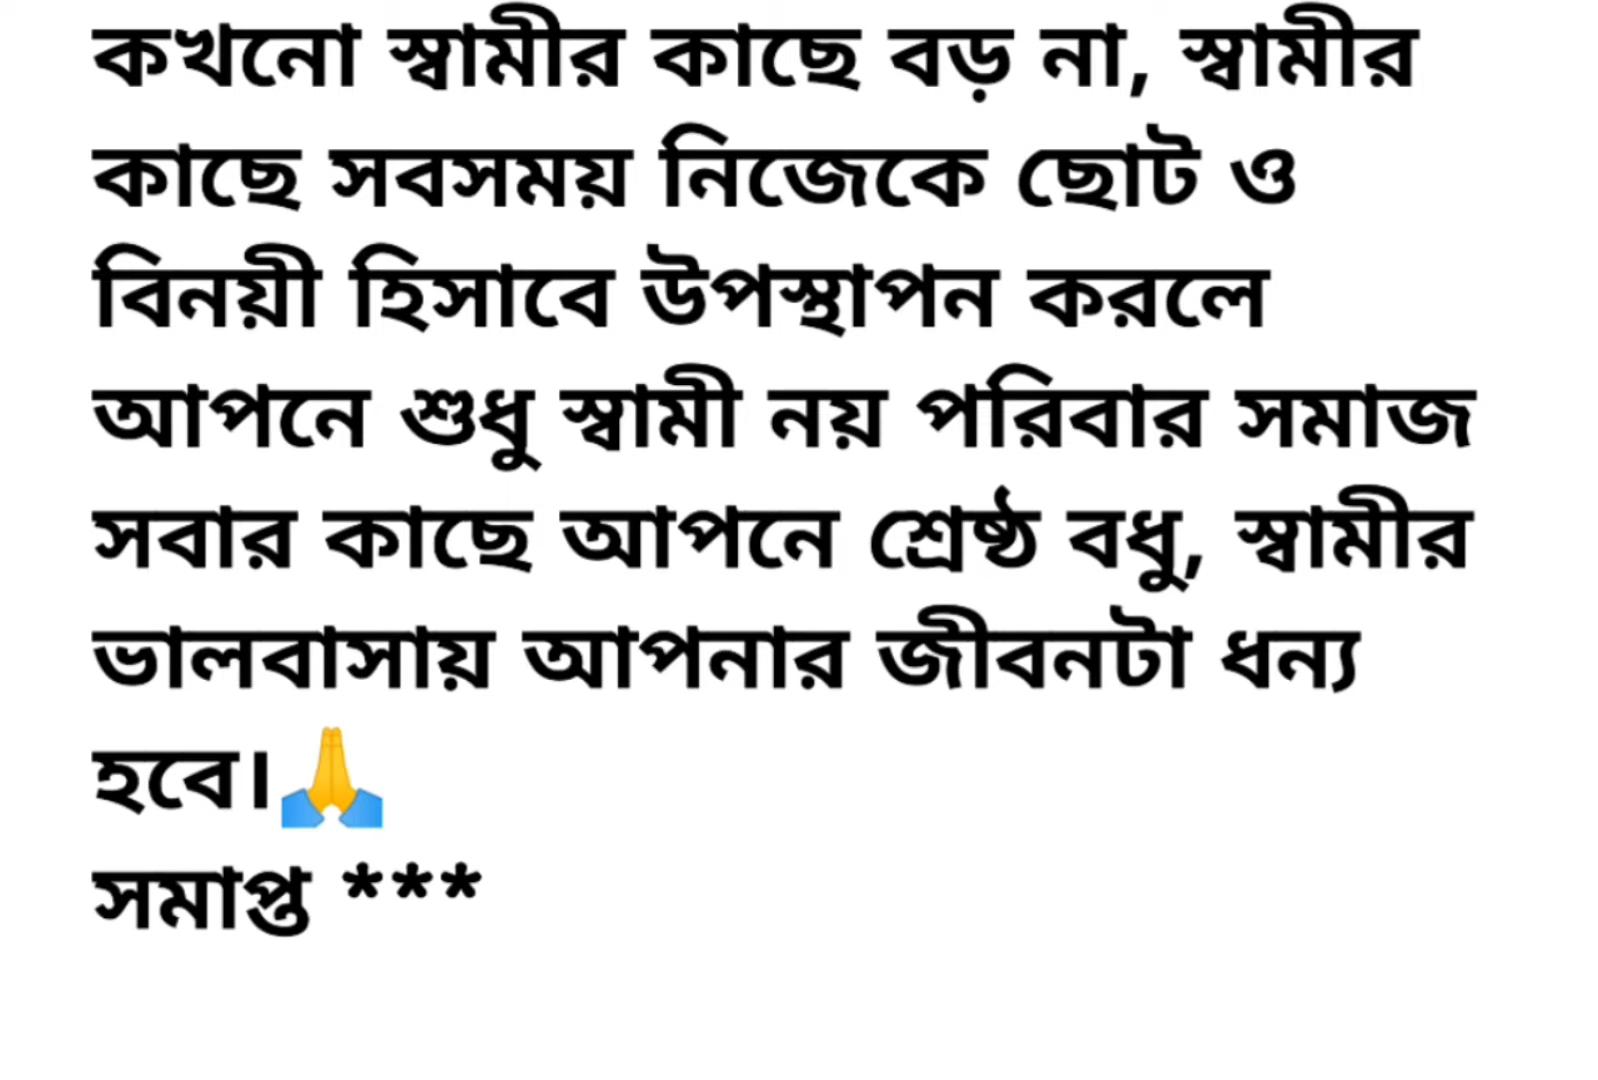 কখনো স্বামীর কাছে বড় না, স্বামীর
কাছে সবসময় নিজেকে ছোট ও
বিনয়ী হিসাবে উপস্থাপন করলে
আপনে শুধু স্বামী নয় পরিবার সমাজ
সবার কাছে আপনে শ্রেষ্ঠ বধু, স্বামীর
ভালবাসায় আপনার জীবনটা ধন্য
হবে।🙏
সমাপ্ত ***